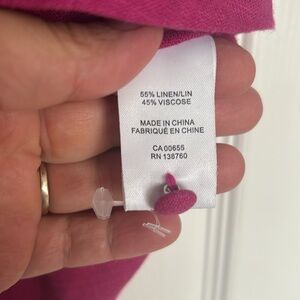 55% LINEN/LIN
45% VISCOSE
MADE IN CHINA
FABRIQUÉ EN CHINE
CA 00655
RN 138760